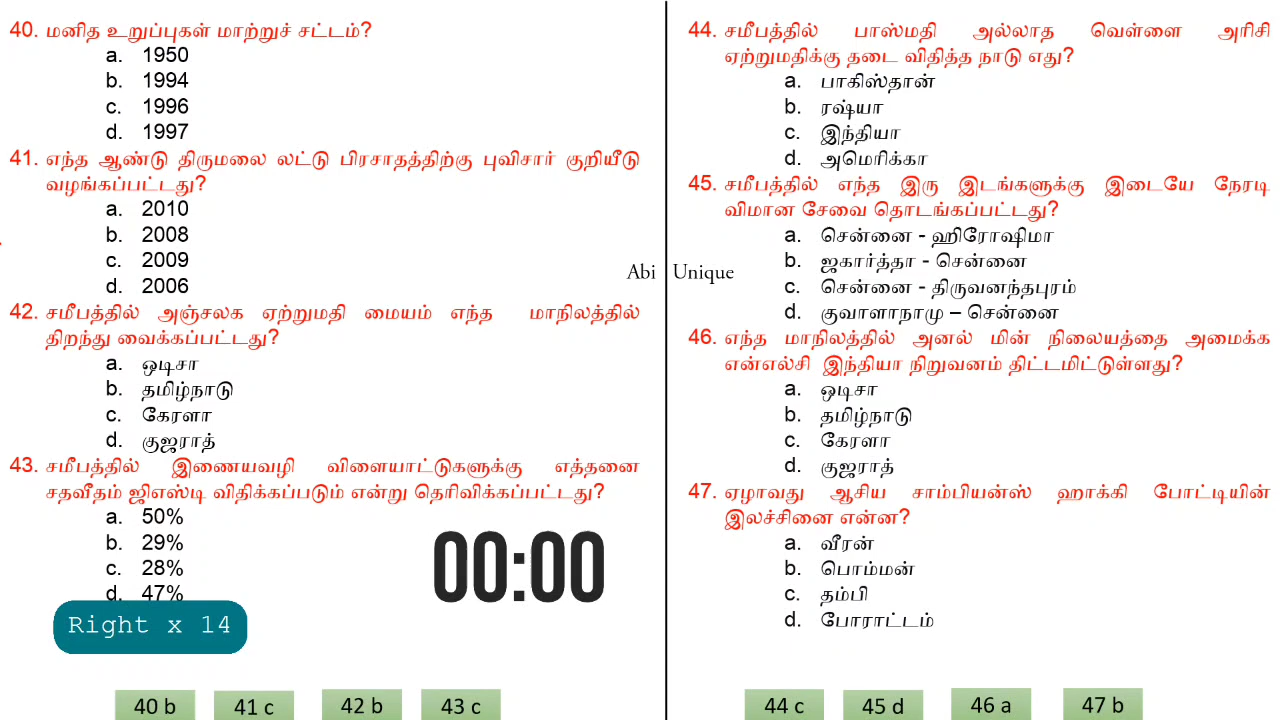 40. மனித உறுப்புகள் மாற்றுச் சட்டம்?
a. 1950
b. 1994
c. 1996
d. 1997
41. எந்த ஆண்டு திருமலை லட்டு பிரசாதத்திற்கு புவிசார் குறியீடு
வழங்கப்பட்டது?
a. 2010
b. 2008
c. 2009
d. 2006
42. சமீபத்தில் அஞ்சலக ஏற்றுமதி மையம் எந்த மாநிலத்தில்
திறந்து வைக்கப்பட்டது?
a. ஒடிசா
b. தமிழ்நாடு
c. கேரளா
d. குஜராத்
43. சமீபத்தில் இணையவழி விளையாட்டுகளுக்கு எத்தனை
சதவீதம் ஜிஎஸ்டி விதிக்கப்படும் என்று தெரிவிக்கப்பட்டது?
a. 50%
b. 29%
c. 28%
d. 47%
00:00
Right x 14
40 b
41 c
42 b
43 c
Abi Unique
44. சமீபத்தில் பாஸ்மதி அல்லாத வெள்ளை அரிசி
ஏற்றுமதிக்கு தடை விதித்த நாடு எது?
a. பாகிஸ்தான்
b. ரஷ்யா
c. இந்தியா
d. அமெரிக்கா
45. சமீபத்தில் எந்த இரு இடங்களுக்கு இடையே நேரடி
விமான சேவை தொடங்கப்பட்டது?
a. சென்னை - ஹிரோஷிமா
b. ஜகார்த்தா - சென்னை
c. சென்னை - திருவனந்தபுரம்
d. குவாளாநாமு – சென்னை
46. எந்த மாநிலத்தில் அனல் மின் நிலையத்தை அமைக்க
என்எல்சி இந்தியா நிறுவனம் திட்டமிட்டுள்ளது?
a. ஒடிசா
b. தமிழ்நாடு
c. கேரளா
d. குஜராத்
47. ஏழாவது ஆசிய சாம்பியன்ஸ் ஹாக்கி போட்டியின்
இலச்சினை என்ன?
a. வீரன்
b. பொம்மன்
c. தம்பி
d. போராட்டம்
44 c
45 d
46 a
47 b